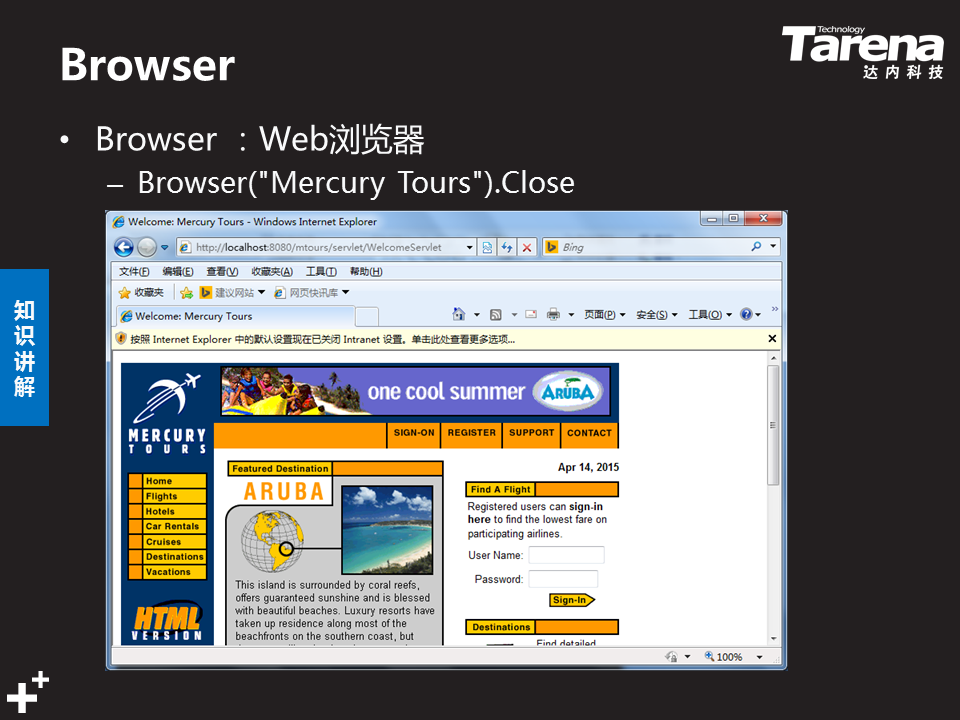 Browser
Technology
Tarena
达内科技
• Browser ：Web浏览器
– Browser("Mercury Tours").Close
知识讲解
Welcome: Mercury Tours - Windows Internet Explorer
http://localhost:8080/mtours/servlet/WelcomeServlet
Bing
文件(F) 编辑(E) 查看(V) 收藏夹(A) 工具(T) 帮助(H)
收藏夹 建议网站 网页快讯库
Welcome: Mercury Tours
页面(P) 安全(S) 工具(O)
按照 Internet Explorer 中的默认设置现在已关闭 Intranet 设置。单击此处查看更多选项...
one cool summer
ARUBA
MERCURY
TOURS
SIGN-ON REGISTER SUPPORT CONTACT
Home
Flights
Hotels
Car Rentals
Cruises
Destinations
Vacations
HTML
VERSION
Featured Destination
ARUBA
This island is surrounded by coral reefs,
offers guaranteed sunshine and is blessed
with beautiful beaches. Luxury resorts have
taken up residence along most of the
beachfronts on the southern coast, but
Apr 14, 2015
Find A Flight
Registered users can sign-in
here to find the lowest fare on
participating airlines.
User Name:
Password:
Sign-In
Destinations
Find detailed
100%